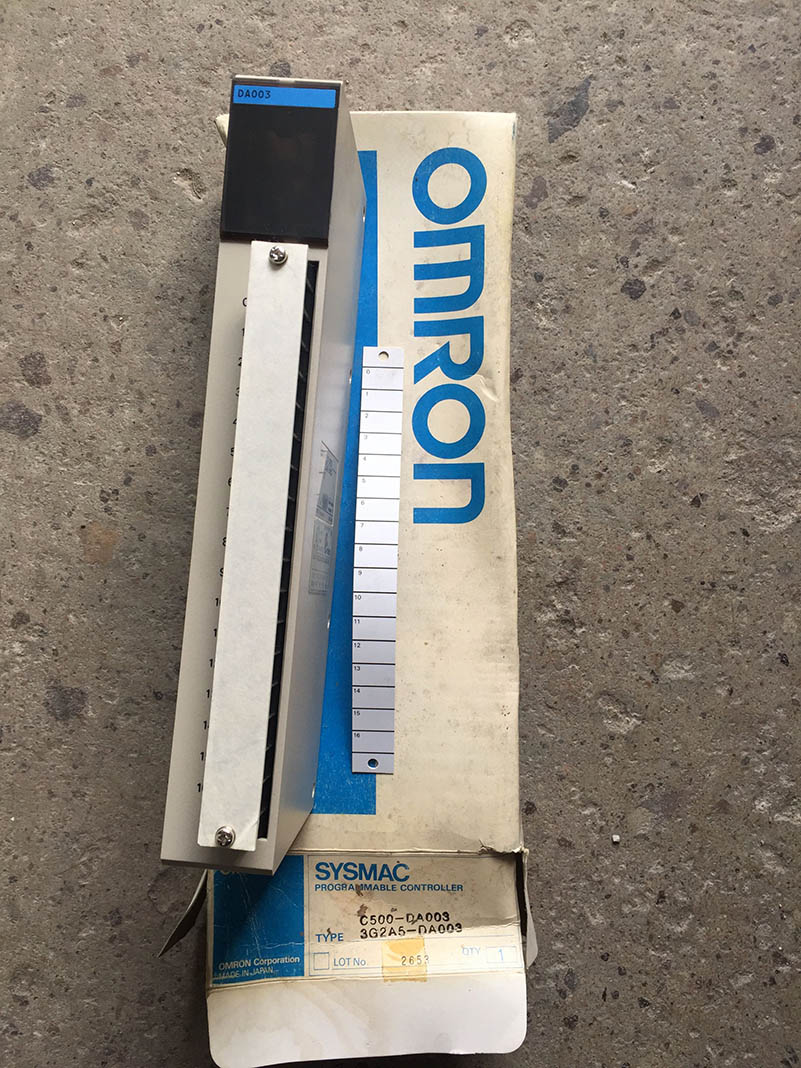 DA003
OMRON
0
1
2
3
4
5
6
7
8
9
10
11
12
13
14
15
16
SYSMAC
PROGRAMMABLE CONTROLLER
C500-DA003
TYPE 3G2A5-DA003
LOT No. 2653 QTY 1
OMRON Corporation
MADE IN JAPAN